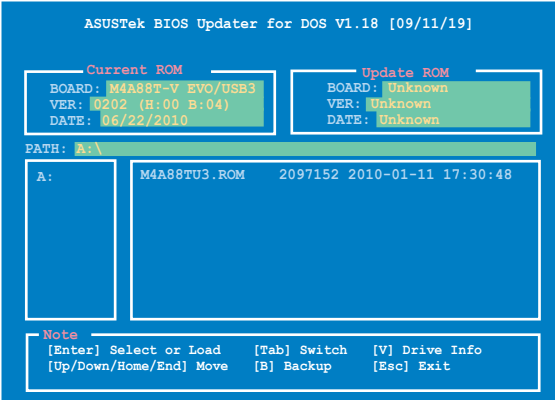 ASUSTek BIOS Updater for DOS V1.18 [09/11/19]
Current ROM
BOARD: M4A88T-V EVO/USB3
VER: 0202 (H:00 B:04)
DATE: 06/22/2010
Update ROM
BOARD: Unknown
VER: Unknown
DATE: Unknown
PATH: A:\
A:
M4A88TU3.ROM 2097152 2010-01-11 17:30:48
Note
[Enter] Select or Load [Tab] Switch [V] Drive Info
[Up/Down/Home/End] Move [B] Backup [Esc] Exit